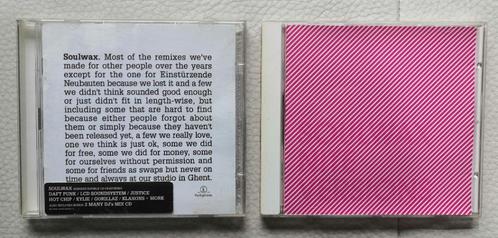 Soulwax. Most of the remixes we've
made for other people over the years
except for the one for Einstürzende
Neubauten because we lost it and a few
we didn't think sounded good enough
or just didn't fit in length-wise, but
including some that are hard to find
because either people forgot about
them or simply because they haven't
been released yet, a few we really love,
one we think is just ok, some we did
for free, some we did for money, some
for ourselves without permission and
some for friends as swaps but never on
time and always at our studio in Ghent.
SOULWAX
DAFT PUNK / LCD SOUNDSYSTEM / JUSTICE
HOT CHIP / KYLIE / GORILLAZ / KLAXONS + MORE
ALSO INCLUDES BONUS 2 MANY DJ's MIX CD
Parlophone